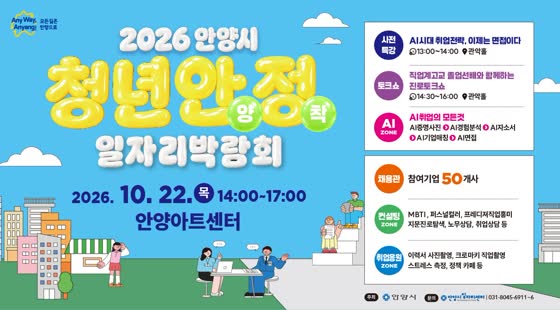 Any Way, Anyang!
모든 길은
안양으로
2026 안양시
청년안정
양 착
일자리박람회
2026. 10. 22. 목 14:00~17:00
안양아트센터
사전
특강
AI시대 취업전략, 이제는 면접이다
13:00~14:00 관악홀
토크쇼
직업계고교 졸업선배와 함께하는
진로토크쇼
14:30~16:00 관악홀
AI
ZONE
AI취업의 모든것
AI증명사진 AI경험분석 AI자소서
AI기업매칭 AI면접
채용관
참여기업 50개사
컨설팅
ZONE
MBTI, 퍼스널컬러, 프레디저직업흥미
지문진로탐색, 노무상담, 취업상담 등
취업응원
ZONE
이력서 사진촬영, 크로마키 직업촬영
스트레스 측정, 정책 카페 등
주최 안양시 문의 안양시일자리센터 031-8045-6911~6